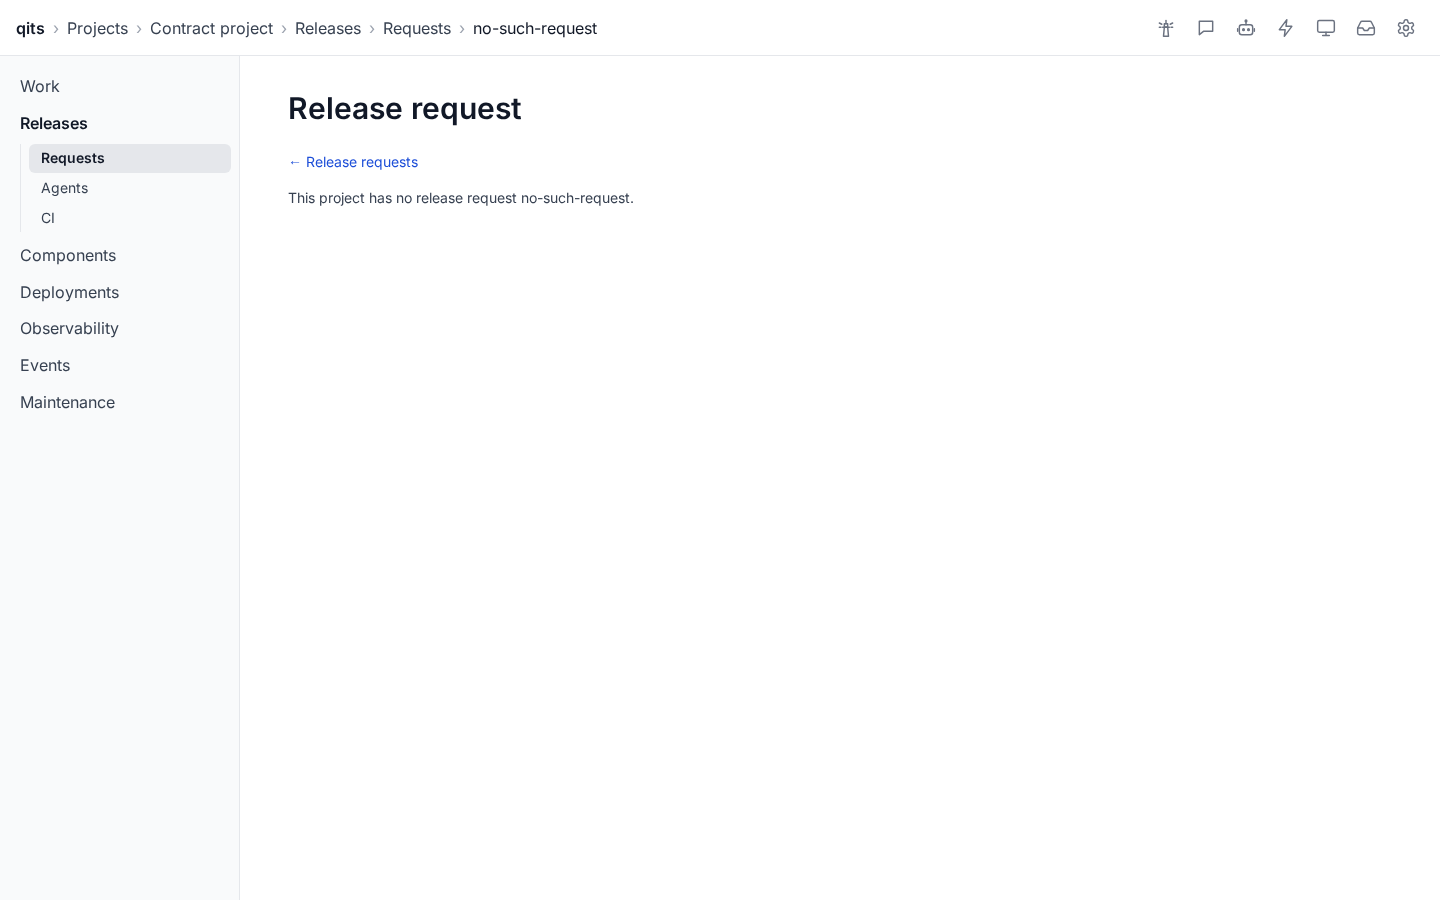 qits › Projects › Contract project › Releases › Requests › no-such-request
Work
Releases
Requests
Agents
CI
Components
Deployments
Observability
Events
Maintenance
Release request
← Release requests
This project has no release request no-such-request.